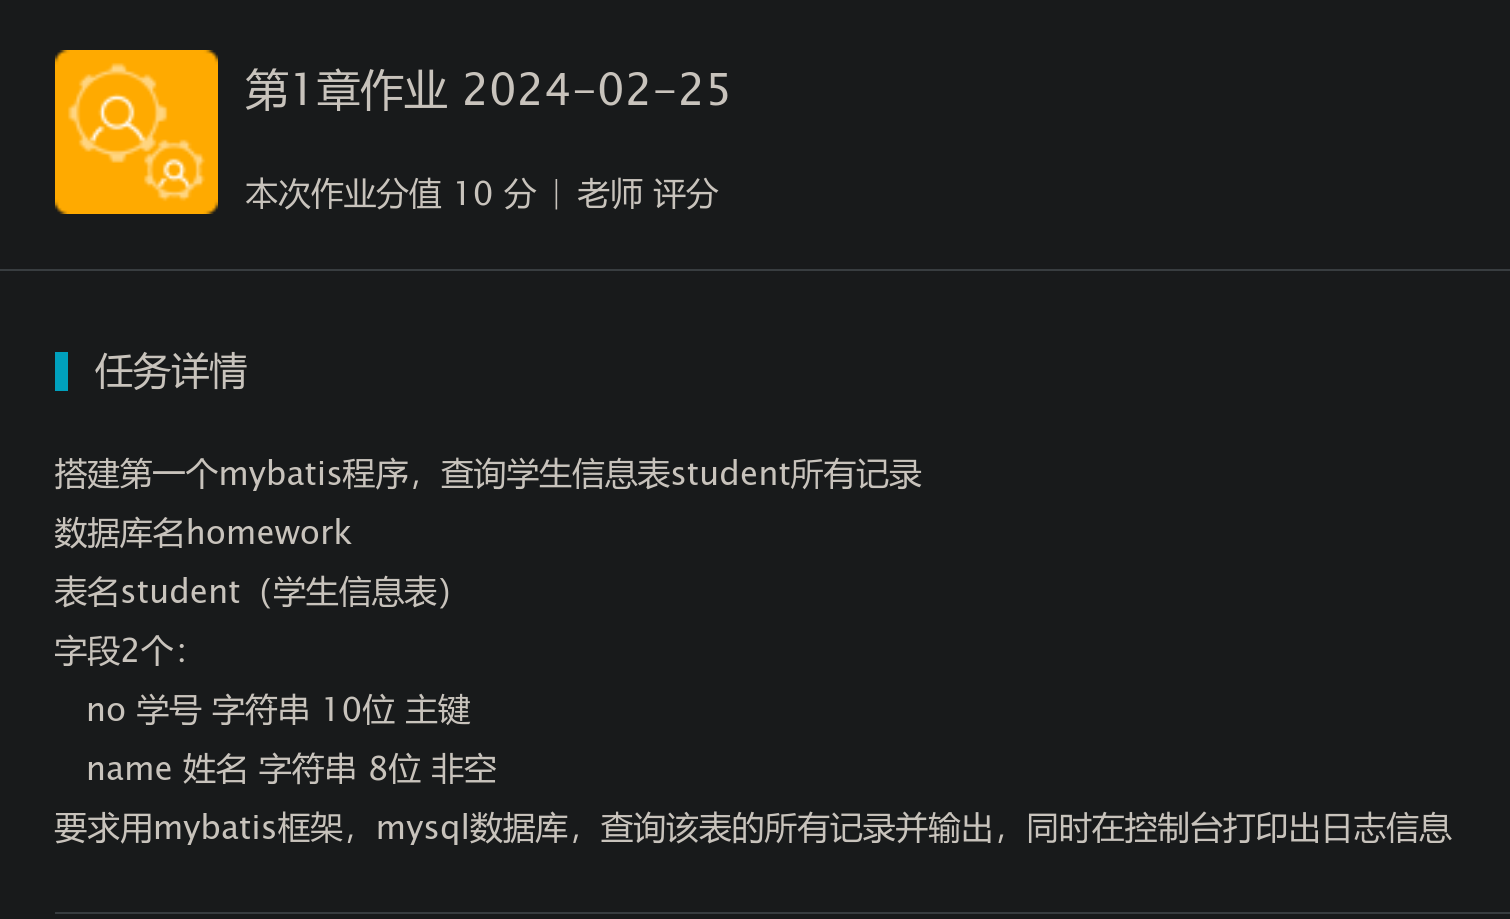 第1章作业 2024-02-25
本次作业分值 10 分 | 老师 评分
任务详情
搭建第一个mybatis程序，查询学生信息表student所有记录
数据库名homework
表名student（学生信息表）
字段2个：
no 学号 字符串 10位 主键
name 姓名 字符串 8位 非空
要求用mybatis框架，mysql数据库，查询该表的所有记录并输出，同时在控制台打印出日志信息